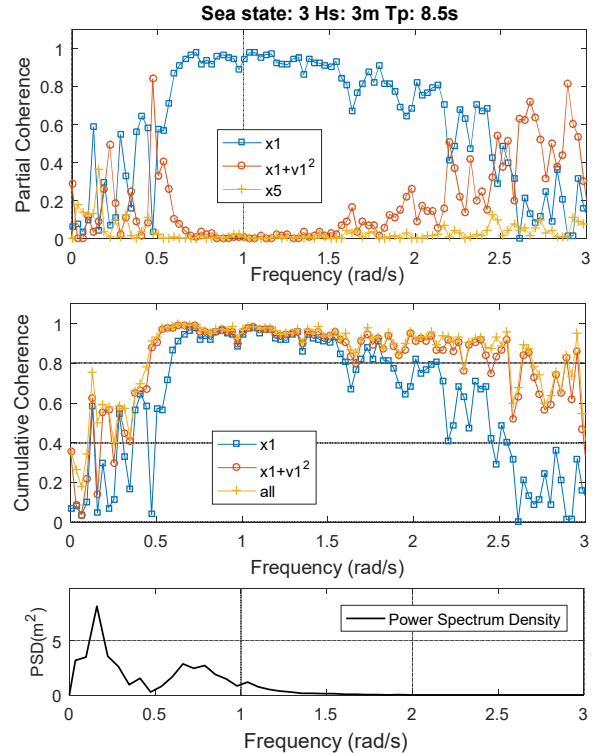 Sea state: 3 Hs: 3m Tp: 8.5s
1
0.8
0.6
0.4
0.2
0
Partial Coherence
x1
x1+v1²
x5
0 0.5 1 1.5 2 2.5 3
Frequency (rad/s)
1
0.8
0.6
0.4
0.2
0
Cumulative Coherence
x1
x1+v1²
all
0 0.5 1 1.5 2 2.5 3
Frequency (rad/s)
PSD(m²)
5
0
Power Spectrum Density
0 0.5 1 1.5 2 2.5 3
Frequency (rad/s)